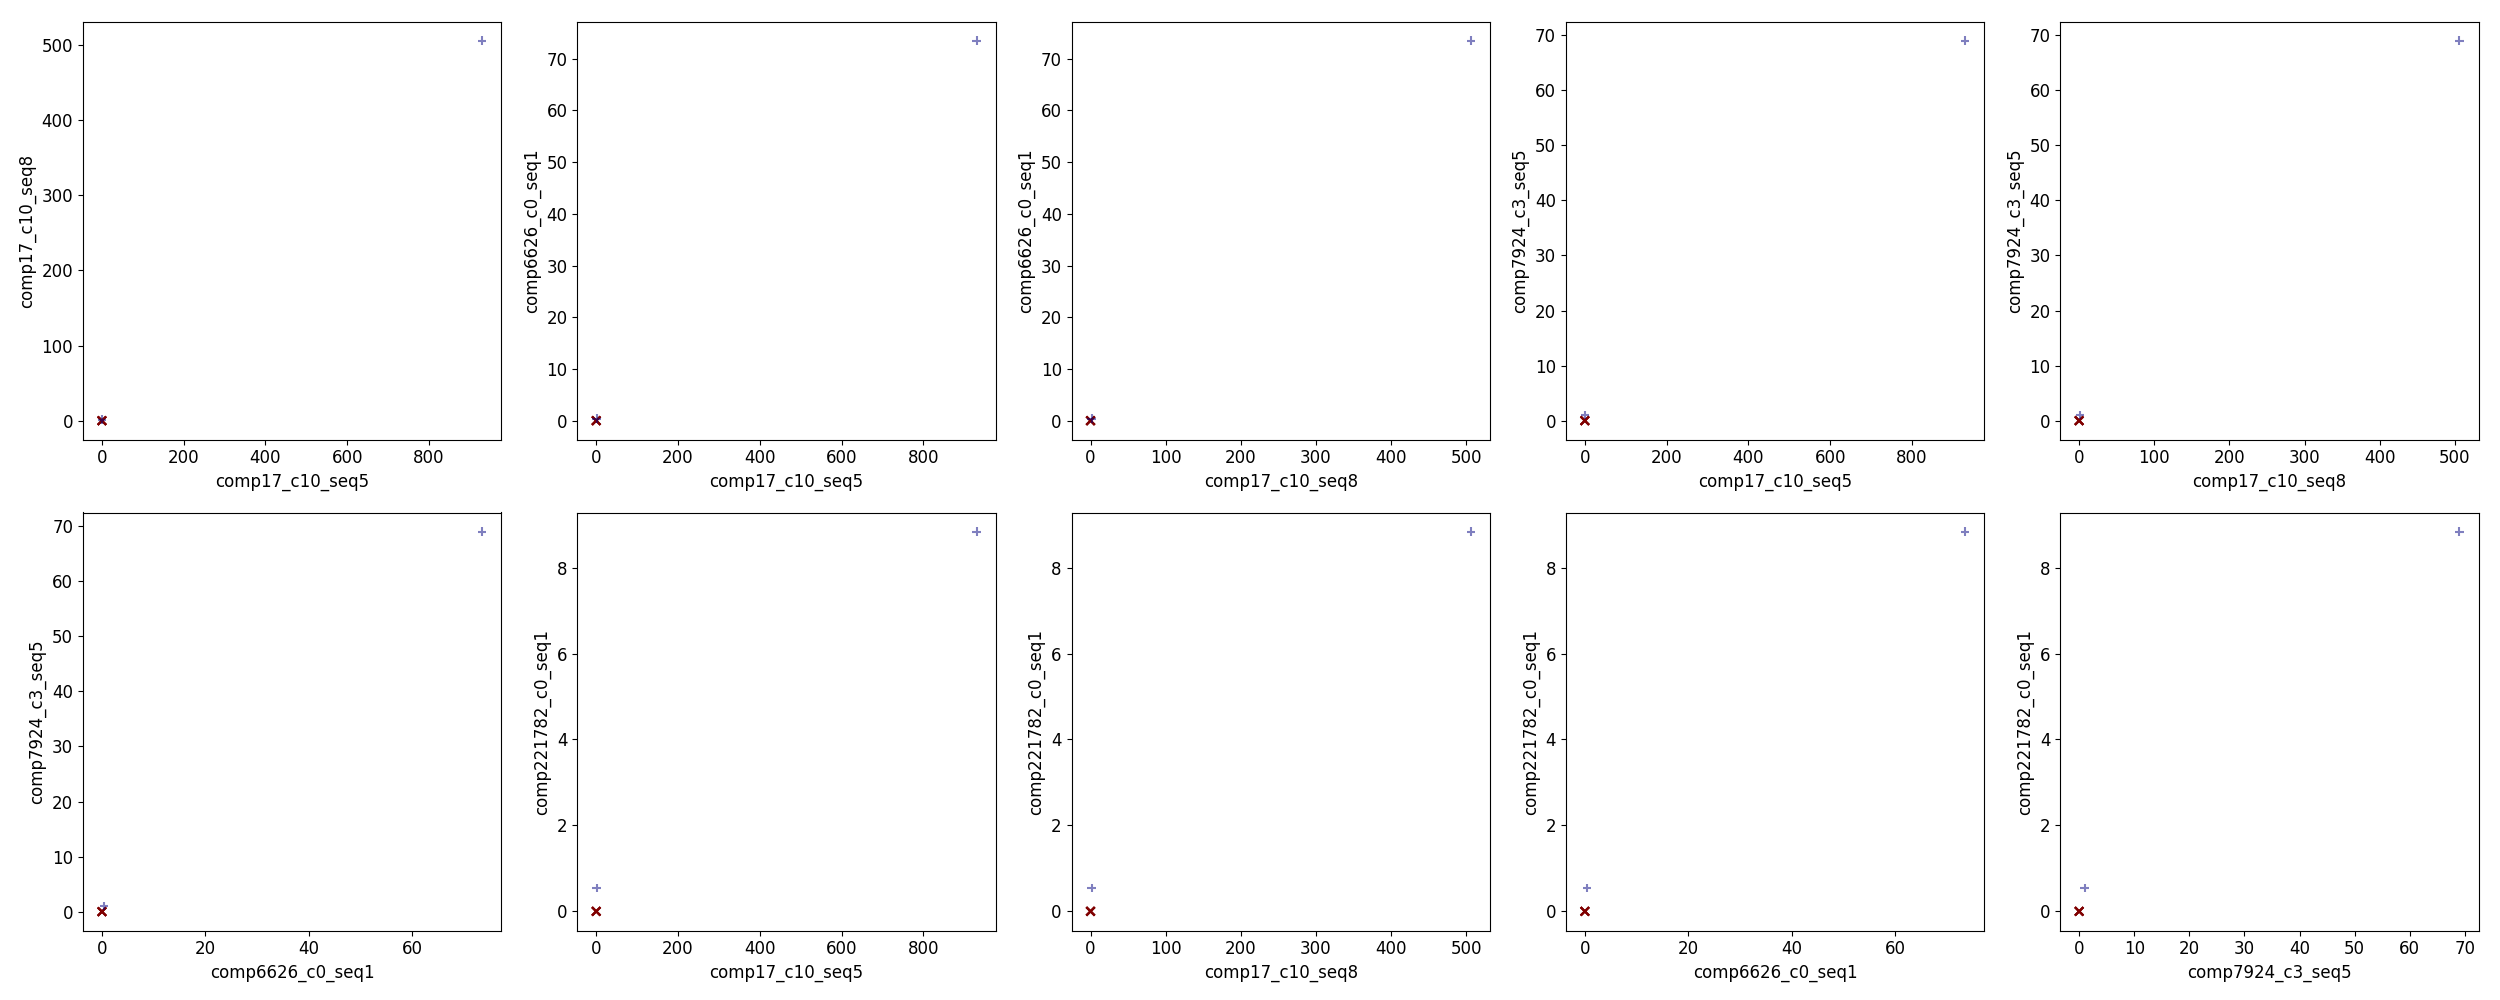 500
400
300
200
100
0
comp17_c10_seq8
0 200 400 600 800
comp17_c10_seq5
70
60
50
40
30
20
10
0
comp6626_c0_seq1
0 200 400 600 800
comp17_c10_seq5
70
60
50
40
30
20
10
0
comp6626_c0_seq1
0 100 200 300 400 500
comp17_c10_seq8
70
60
50
40
30
20
10
0
comp7924_c3_seq5
0 200 400 600 800
comp17_c10_seq5
70
60
50
40
30
20
10
0
comp7924_c3_seq5
0 100 200 300 400 500
comp17_c10_seq8
70
60
50
40
30
20
10
0
comp7924_c3_seq5
0 20 40 60
comp6626_c0_seq1
8
6
4
2
0
comp221782_c0_seq1
0 200 400 600 800
comp17_c10_seq5
8
6
4
2
0
comp221782_c0_seq1
0 100 200 300 400 500
comp17_c10_seq8
8
6
4
2
0
comp221782_c0_seq1
0 20 40 60
comp6626_c0_seq1
8
6
4
2
0
comp221782_c0_seq1
0 10 20 30 40 50 60 70
comp7924_c3_seq5